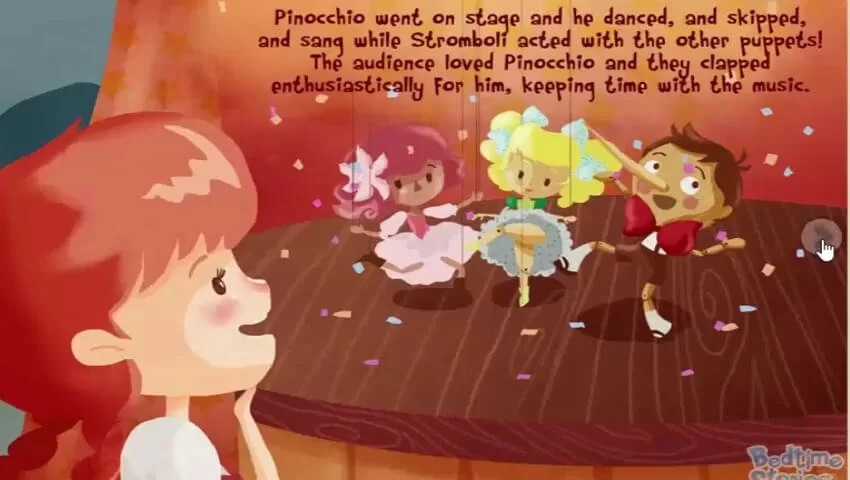 Pinocchio went on stage and he danced, and skipped,
and sang while Stromboli acted with the other puppets!
The audience loved Pinocchio and they clapped
enthusiastically for him, keeping time with the music.
Bedtime
Stories